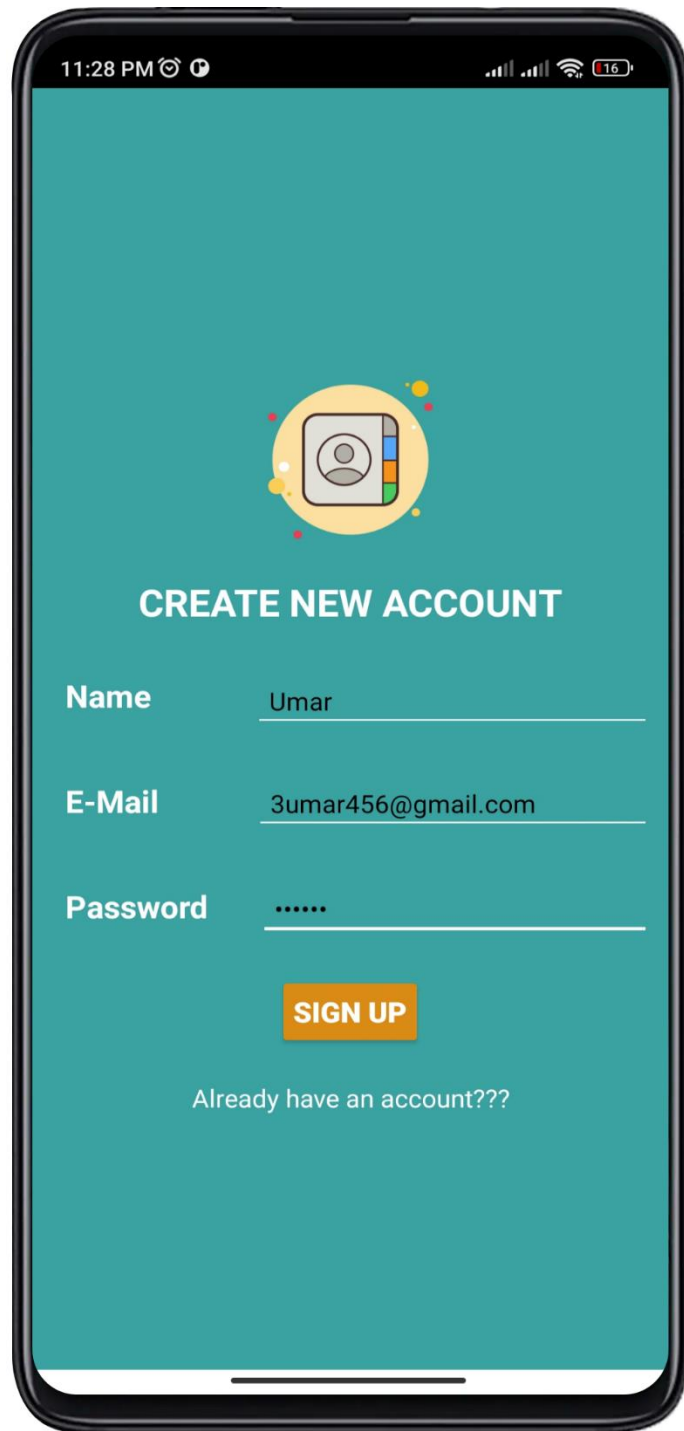 11:28 PM 16
CREATE NEW ACCOUNT
Name Umar
E-Mail 3umar456@gmail.com
Password ••••••
SIGN UP
Already have an account???